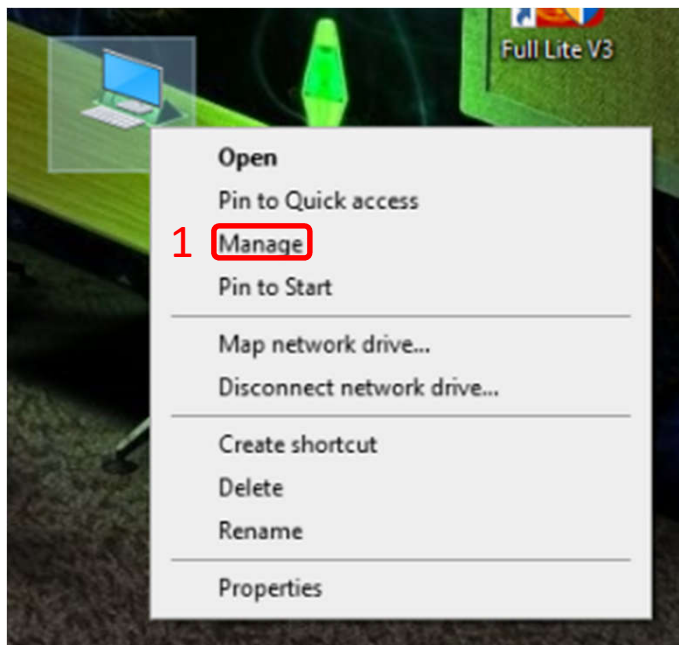 Full Lite V3
Open
Pin to Quick access
1 Manage
Pin to Start
Map network drive...
Disconnect network drive...
Create shortcut
Delete
Rename
Properties